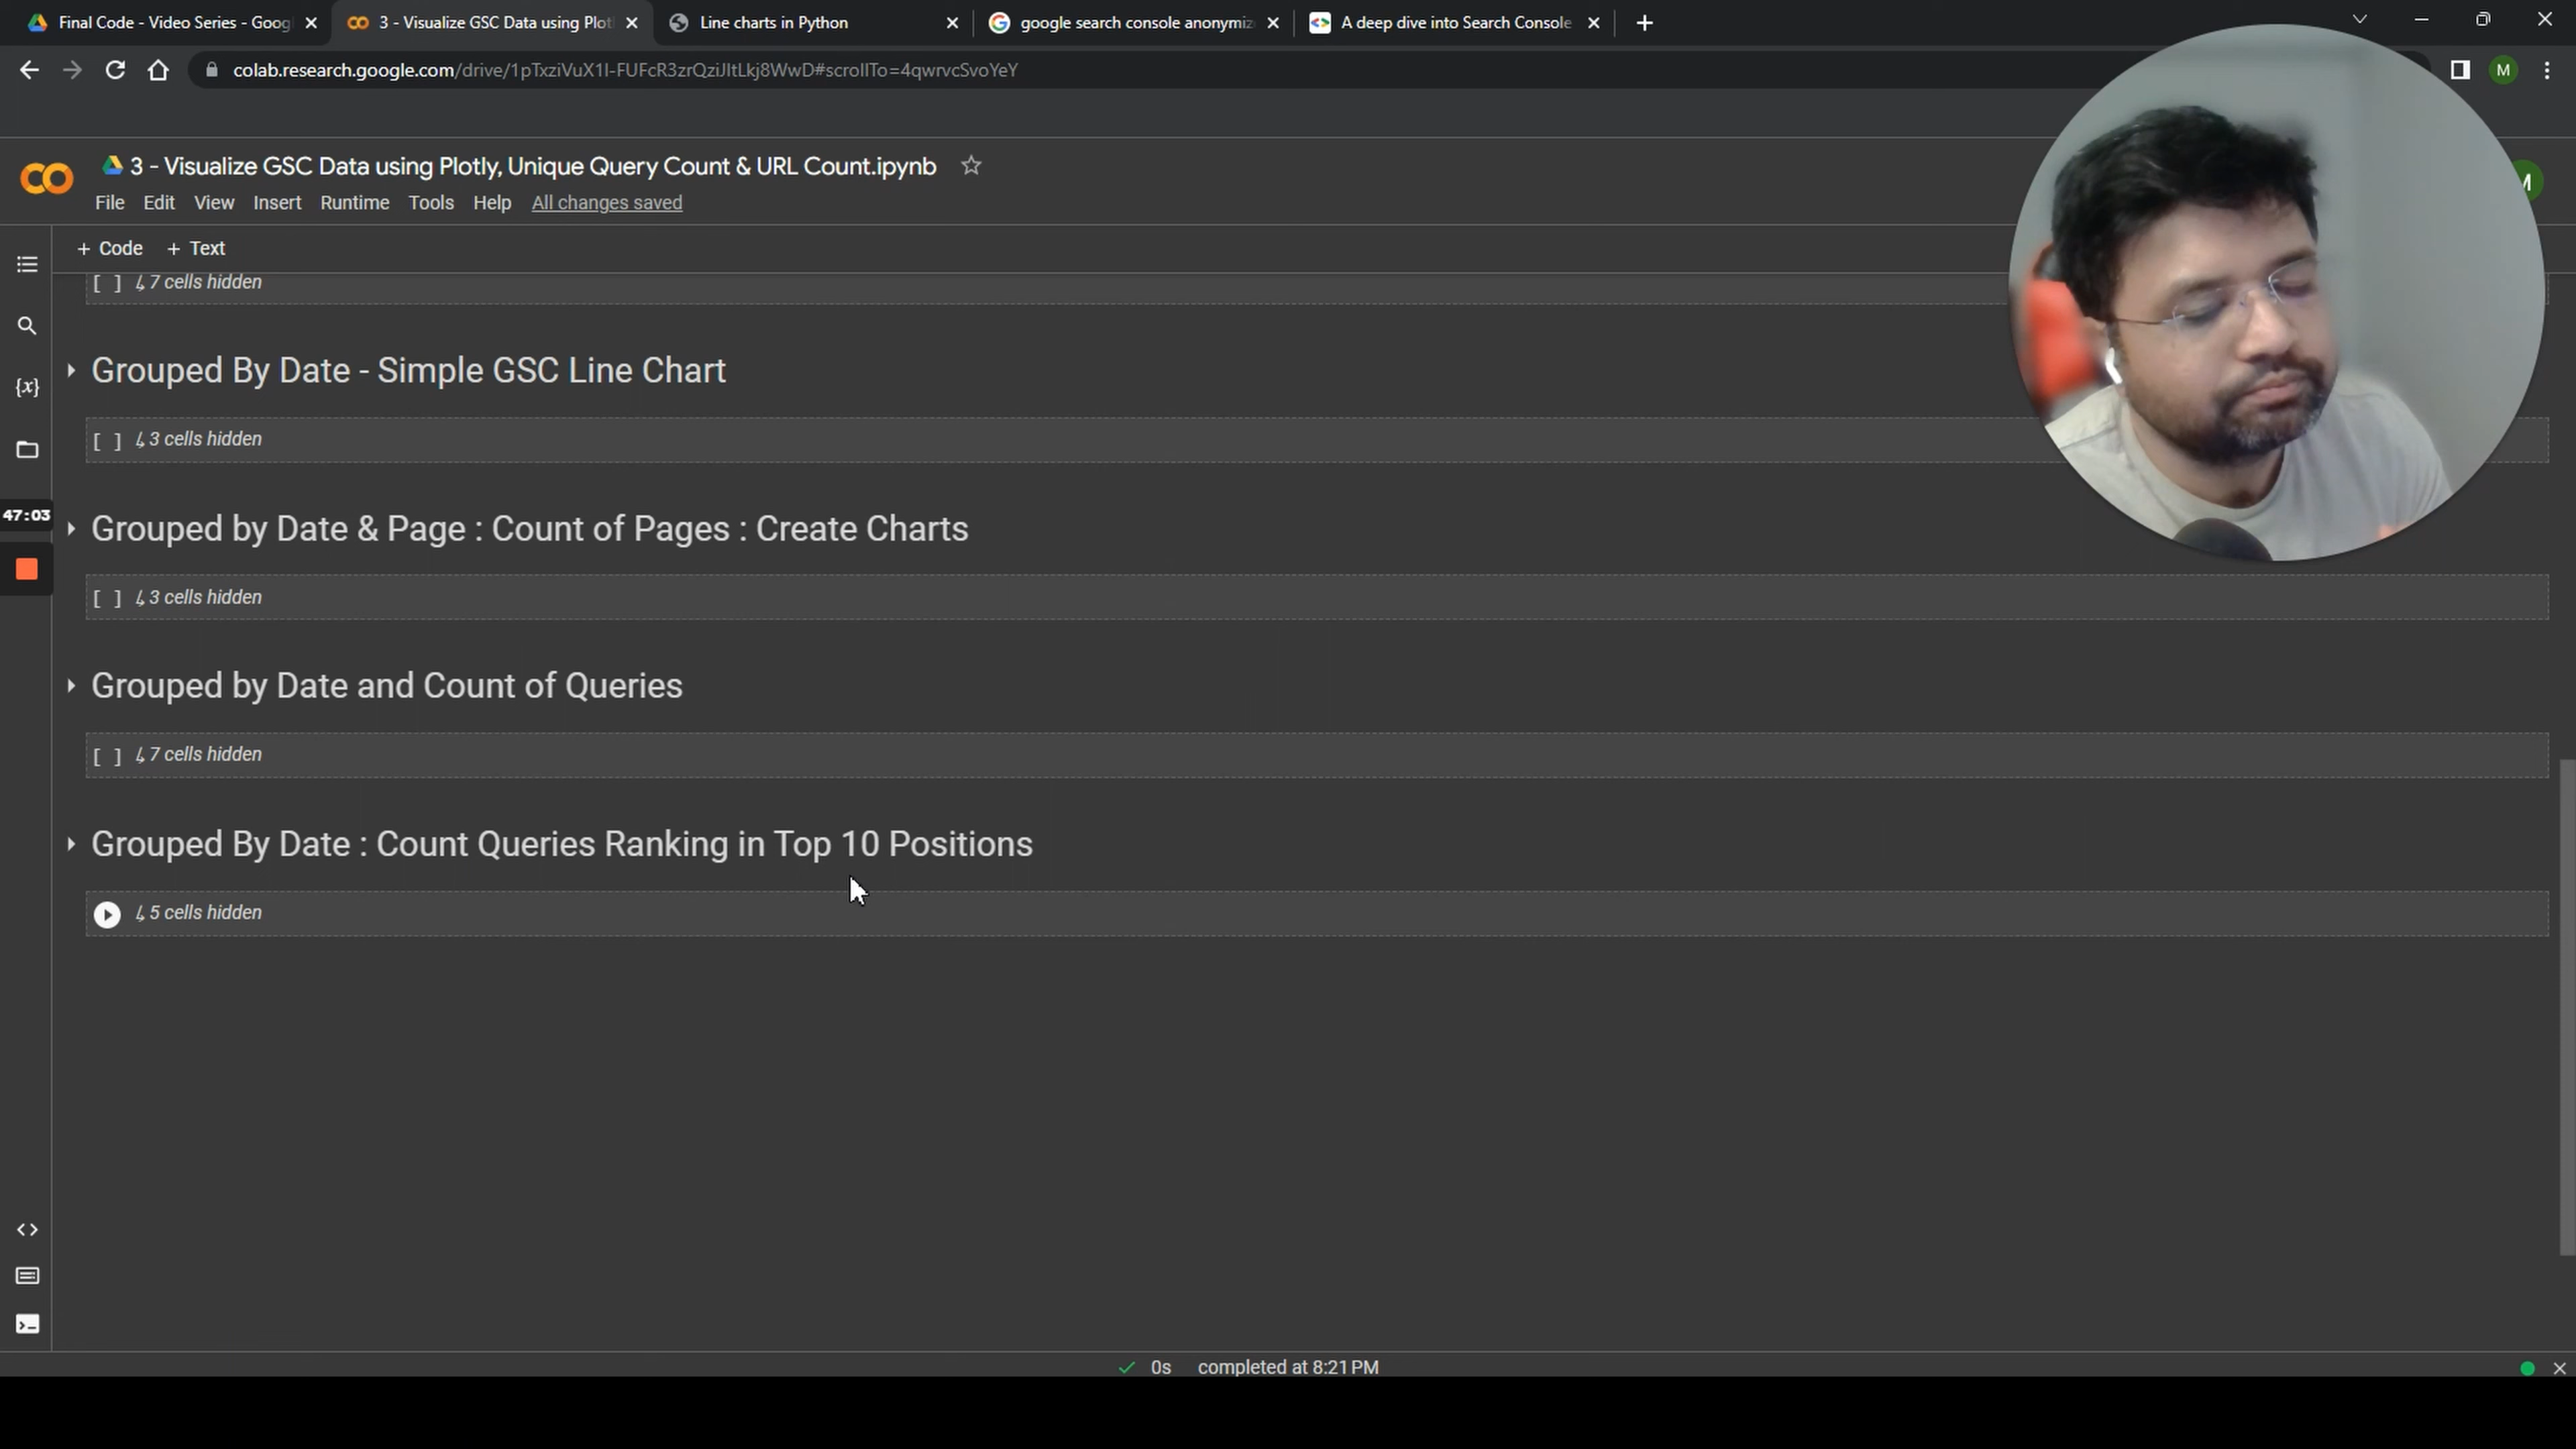 Final Code - Video Series - Goog
3 - Visualize GSC Data using Plot
Line charts in Python
google search console anonymiz
A deep dive into Search Console
colab.research.google.com/drive/1pTxziVuX1I-FUFcR3zrQziJltLkj8WwD#scrollTo=4qwrvcSvoYeY
M
3 - Visualize GSC Data using Plotly, Unique Query Count & URL Count.ipynb
M
File Edit View Insert Runtime Tools Help All changes saved
+ Code + Text
[ ] ↳ 7 cells hidden
Grouped By Date - Simple GSC Line Chart
{x}
[ ] ↳ 3 cells hidden
47:03
Grouped by Date & Page : Count of Pages : Create Charts
[ ] ↳ 3 cells hidden
Grouped by Date and Count of Queries
[ ] ↳ 7 cells hidden
Grouped By Date : Count Queries Ranking in Top 10 Positions
↳ 5 cells hidden
0s completed at 8:21 PM